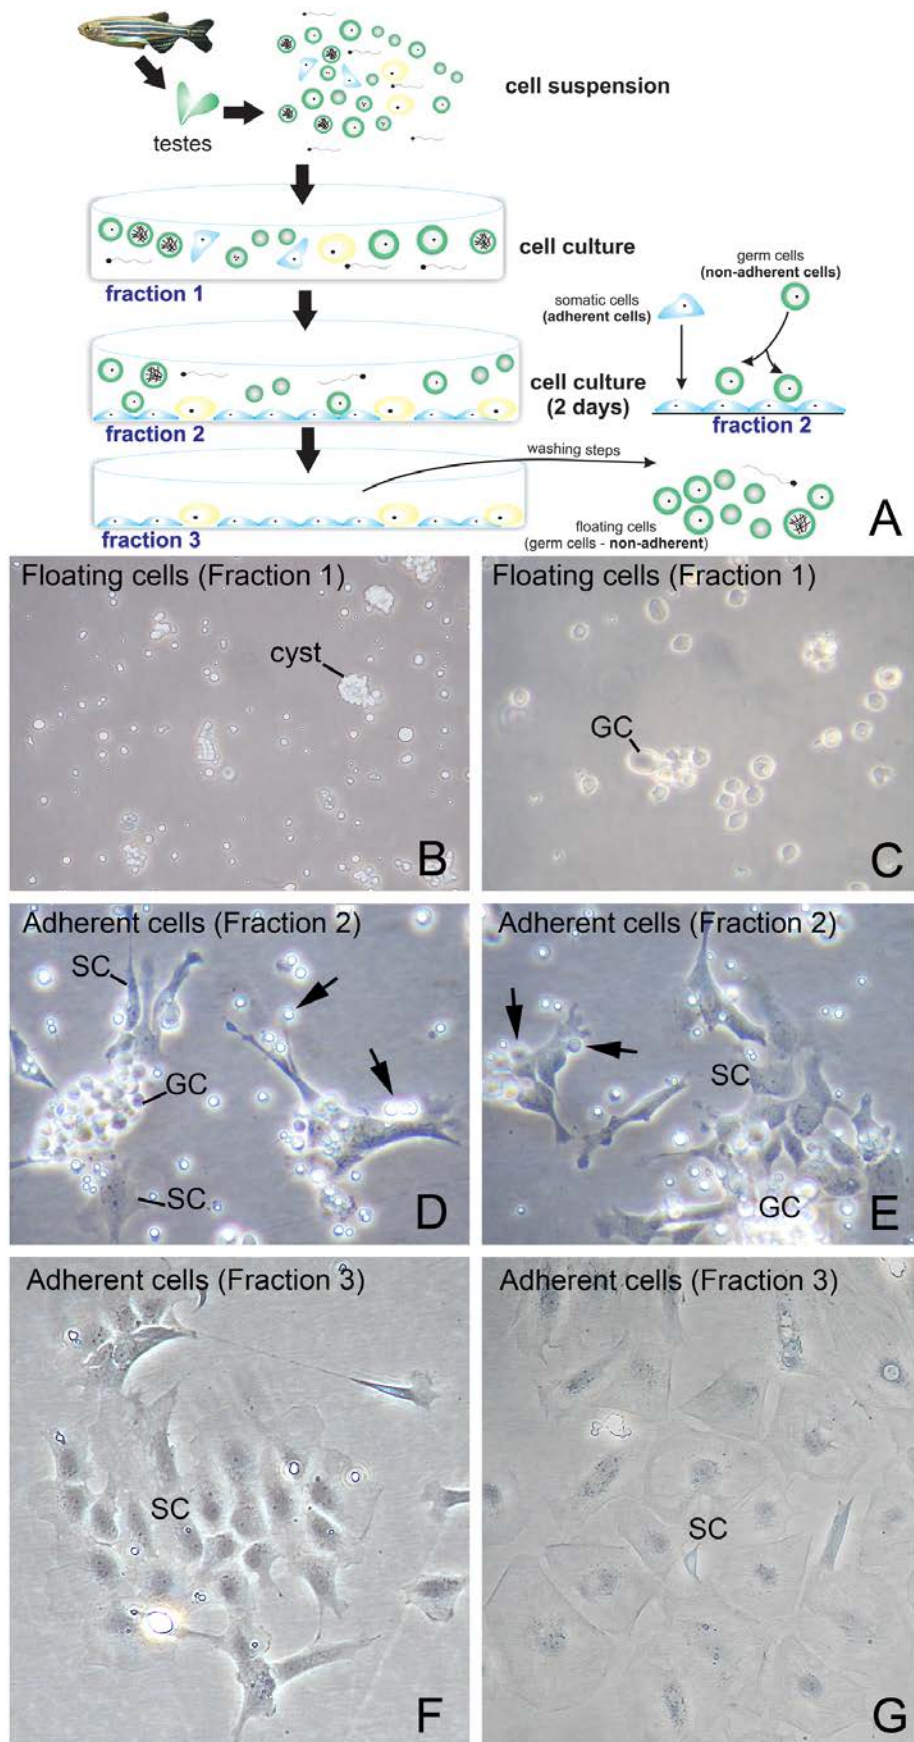 cell suspension
testes
cell culture
fraction 1
germ cells
(non-adherent cells)
somatic cells
(adherent cells)
cell culture
(2 days)
fraction 2
fraction 2
washing steps
fraction 3
floating cells
(germ cells - non-adherent)
A
Floating cells (Fraction 1)
cyst
B
Floating cells (Fraction 1)
GC
C
Adherent cells (Fraction 2)
SC
GC
SC
D
Adherent cells (Fraction 2)
SC
GC
E
Adherent cells (Fraction 3)
SC
F
Adherent cells (Fraction 3)
SC
G